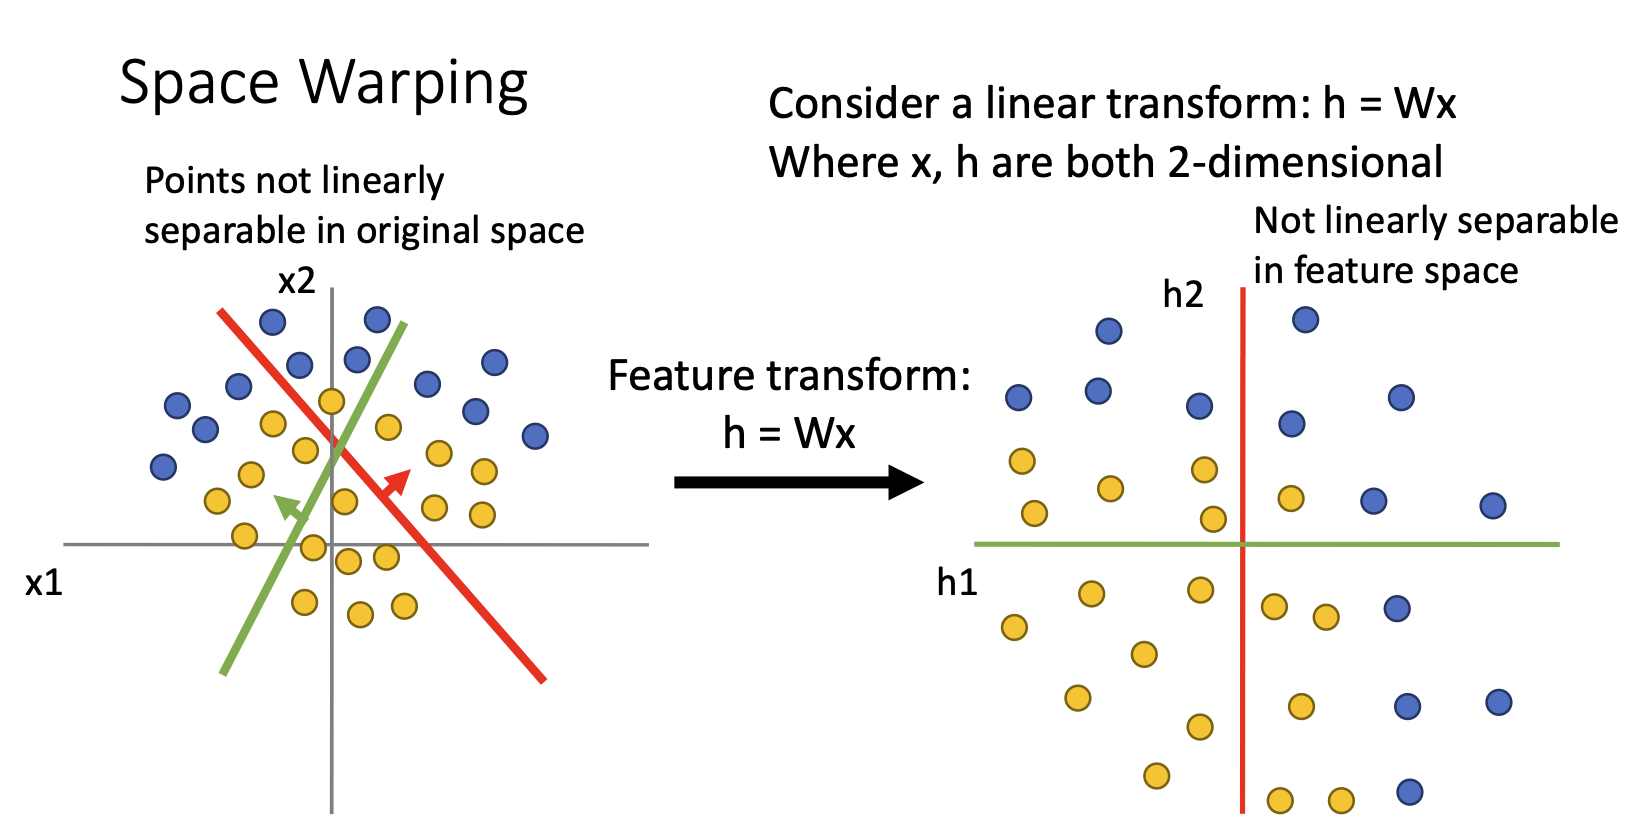 Space Warping
Consider a linear transform: h = Wx
Where x, h are both 2-dimensional
Points not linearly
separable in original space
Not linearly separable
in feature space
x2
h2
Feature transform:
h = Wx
x1
h1